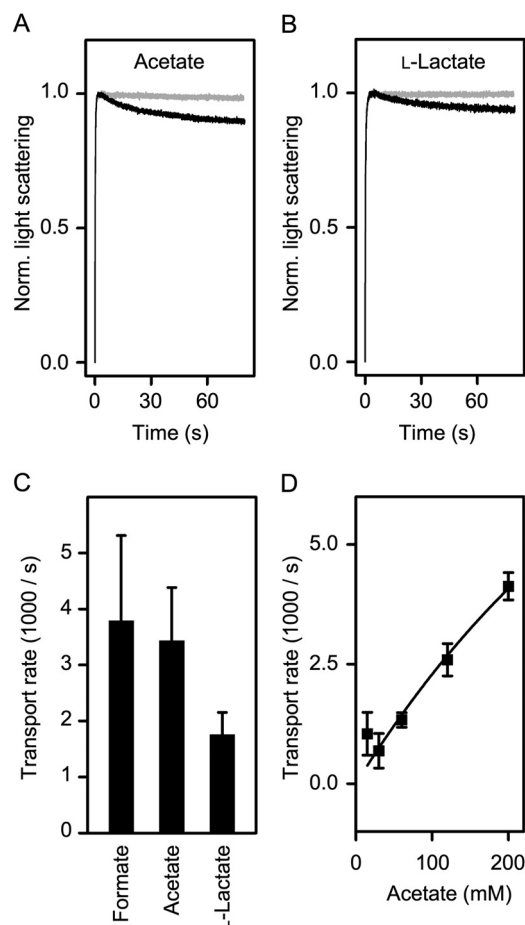 A
B
Acetate
L-Lactate
Norm. light scattering
1.0
0.5
0.0
0
30
60
Time (s)
Norm. light scattering
1.0
0.5
0.0
0
30
60
Time (s)
C
D
Transport rate (1000 / s)
5
4
3
2
1
0
Formate
Acetate
L-Lactate
Transport rate (1000 / s)
5.0
2.5
0.0
0
100
200
Acetate (mM)